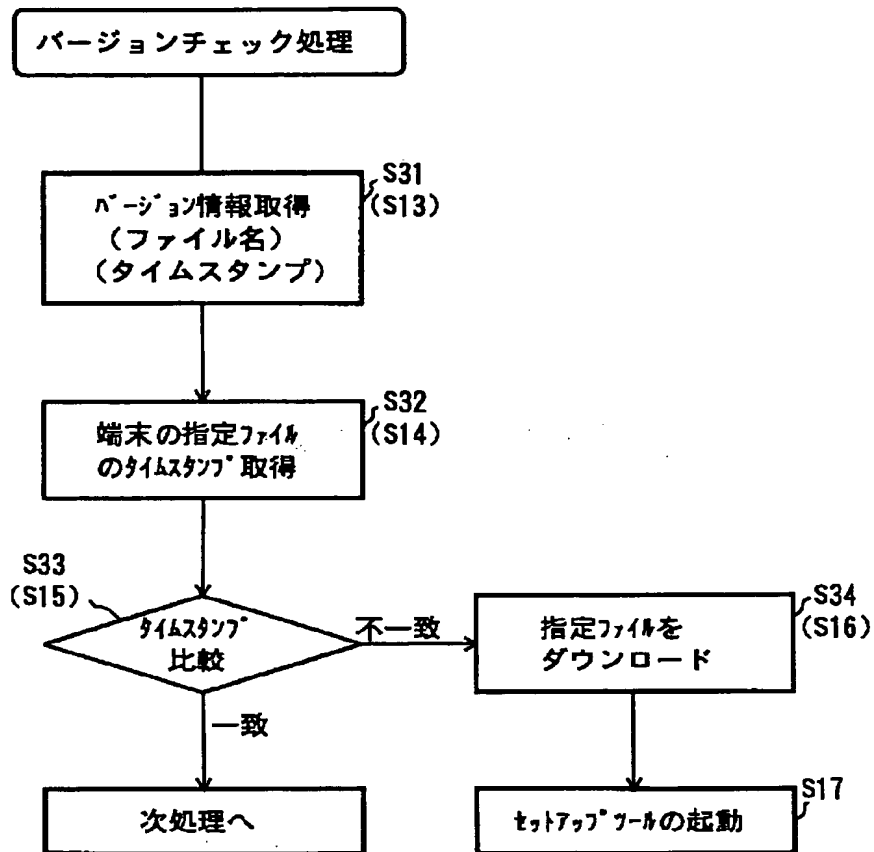 バージョンチェック処理
S31
(S13)
ﾊﾞｰｼﾞｮﾝ情報取得
(ファイル名)
(タイムスタンプ)
S32
(S14)
端末の指定ﾌｧｲﾙ
のﾀｲﾑｽﾀﾝﾌﾟ取得
S33
(S15)
ﾀｲﾑｽﾀﾝﾌﾟ
比較
不一致
S34
(S16)
指定ﾌｧｲﾙを
ダウンロード
一致
次処理へ
S17
ｾｯﾄｱｯﾌﾟﾂｰﾙの起動